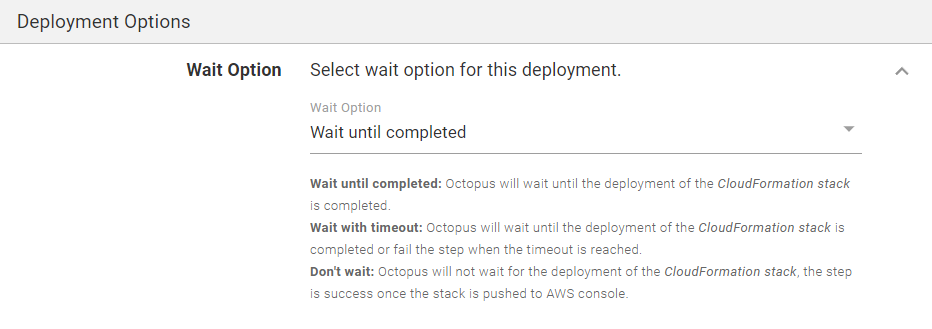 Deployment Options
Wait Option
Select wait option for this deployment.
Wait Option
Wait until completed
Wait until completed: Octopus will wait until the deployment of the CloudFormation stack
is completed.
Wait with timeout: Octopus will wait until the deployment of the CloudFormation stack is
completed or fail the step when the timeout is reached.
Don't wait: Octopus will not wait for the deployment of the CloudFormation stack, the step
is success once the stack is pushed to AWS console.